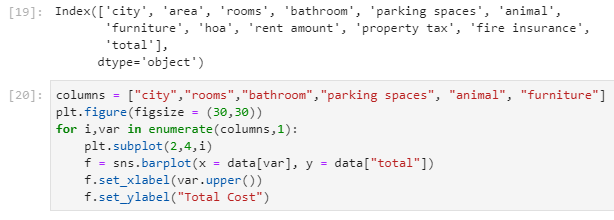 [19]: Index(['city', 'area', 'rooms', 'bathroom', 'parking spaces', 'animal',
'furniture', 'hoa', 'rent amount', 'property tax', 'fire insurance',
'total'],
dtype='object')
[20]: columns = ["city","rooms","bathroom","parking spaces", "animal", "furniture"]
plt.figure(figsize = (30,30))
for i,var in enumerate(columns,1):
plt.subplot(2,4,i)
f = sns.barplot(x = data[var], y = data["total"])
f.set_xlabel(var.upper())
f.set_ylabel("Total Cost")